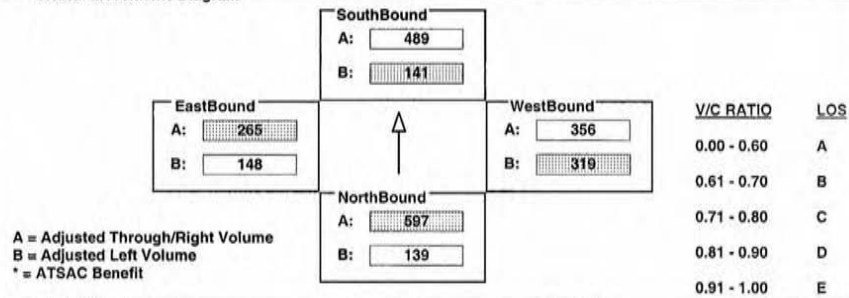 SouthBound
A: 489
B: 141
EastBound
A: 265
B: 148
WestBound
A: 356
B: 319
NorthBound
A: 597
B: 139
A = Adjusted Through/Right Volume
B = Adjusted Left Volume
* = ATSAC Benefit
V/C RATIO LOS
0.00 - 0.60 A
0.61 - 0.70 B
0.71 - 0.80 C
0.81 - 0.90 D
0.91 - 1.00 E